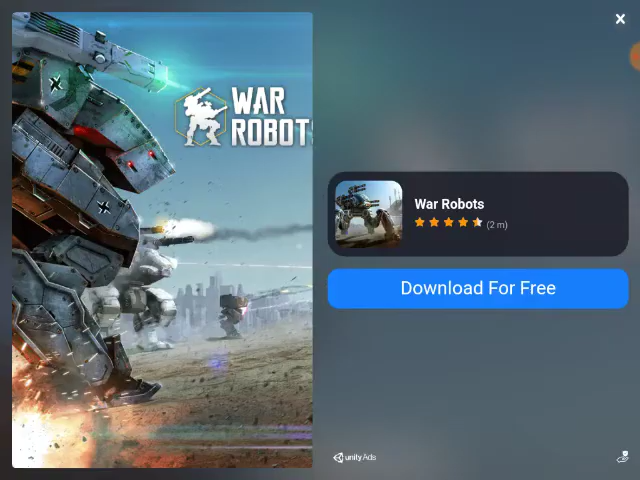 WAR
ROBOTS
War Robots
(2 m)
Download For Free
unity Ads